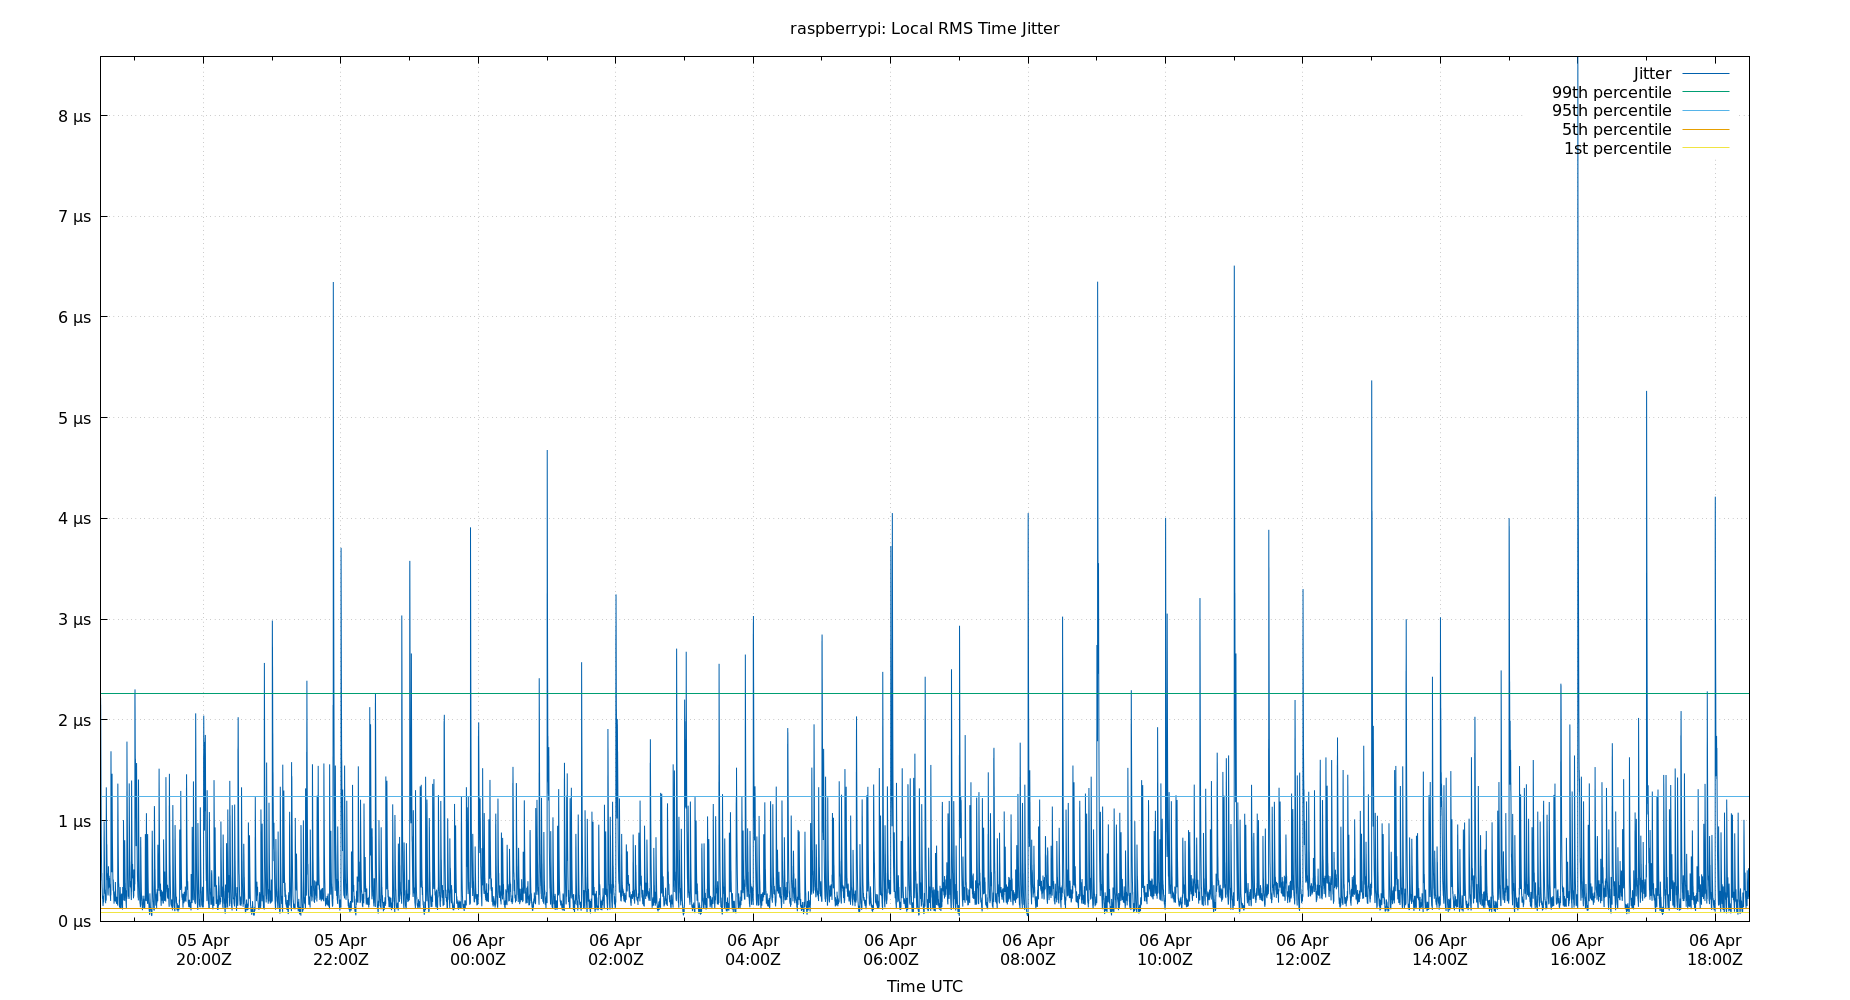 raspberrypi: Local RMS Time Jitter
Jitter
99th percentile
95th percentile
5th percentile
1st percentile
8 µs
7 µs
6 µs
5 µs
4 µs
3 µs
2 µs
1 µs
0 µs
05 Apr 05 Apr 06 Apr 06 Apr 06 Apr 06 Apr 06 Apr 06 Apr 06 Apr 06 Apr 06 Apr 06 Apr
20:00Z 22:00Z 00:00Z 02:00Z 04:00Z 06:00Z 08:00Z 10:00Z 12:00Z 14:00Z 16:00Z 18:00Z
Time UTC